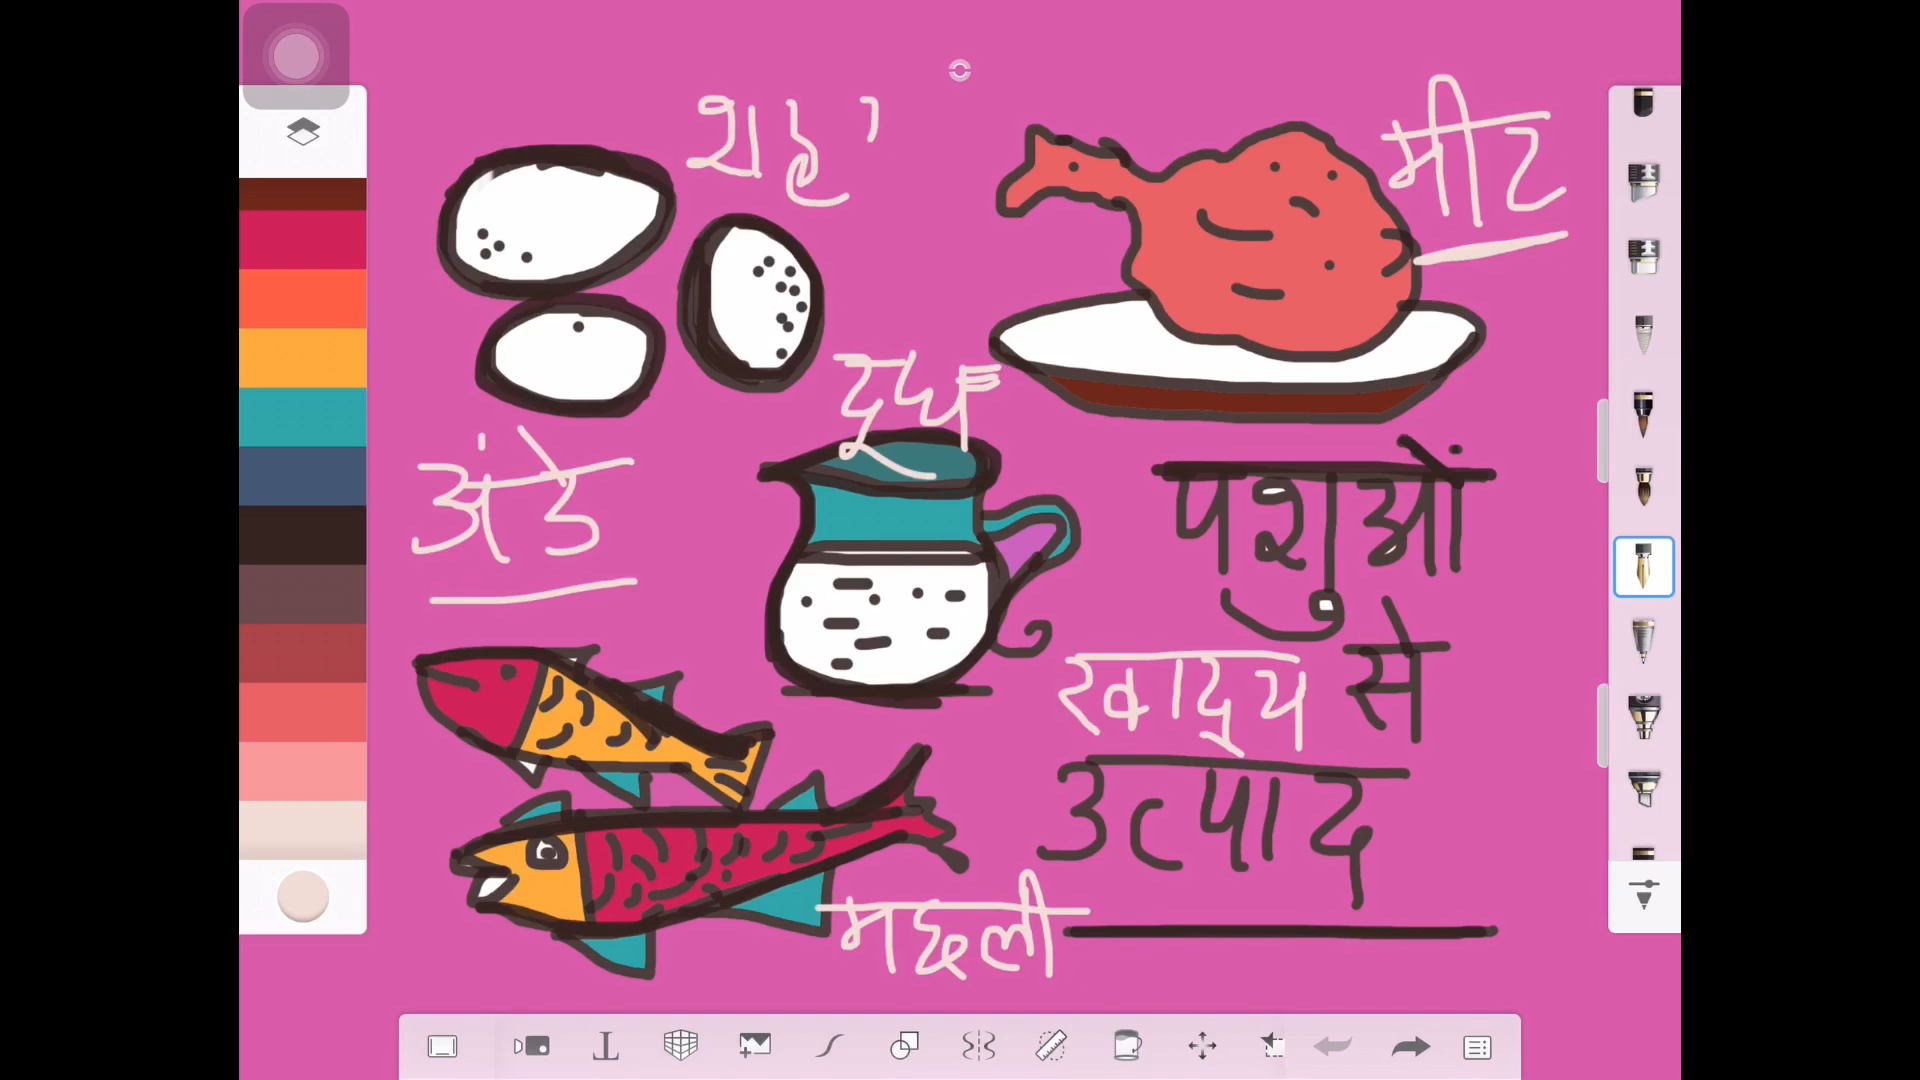 मीट
दूध
अंडे
पशुओं
खाद्य से
उत्पाद
मछली